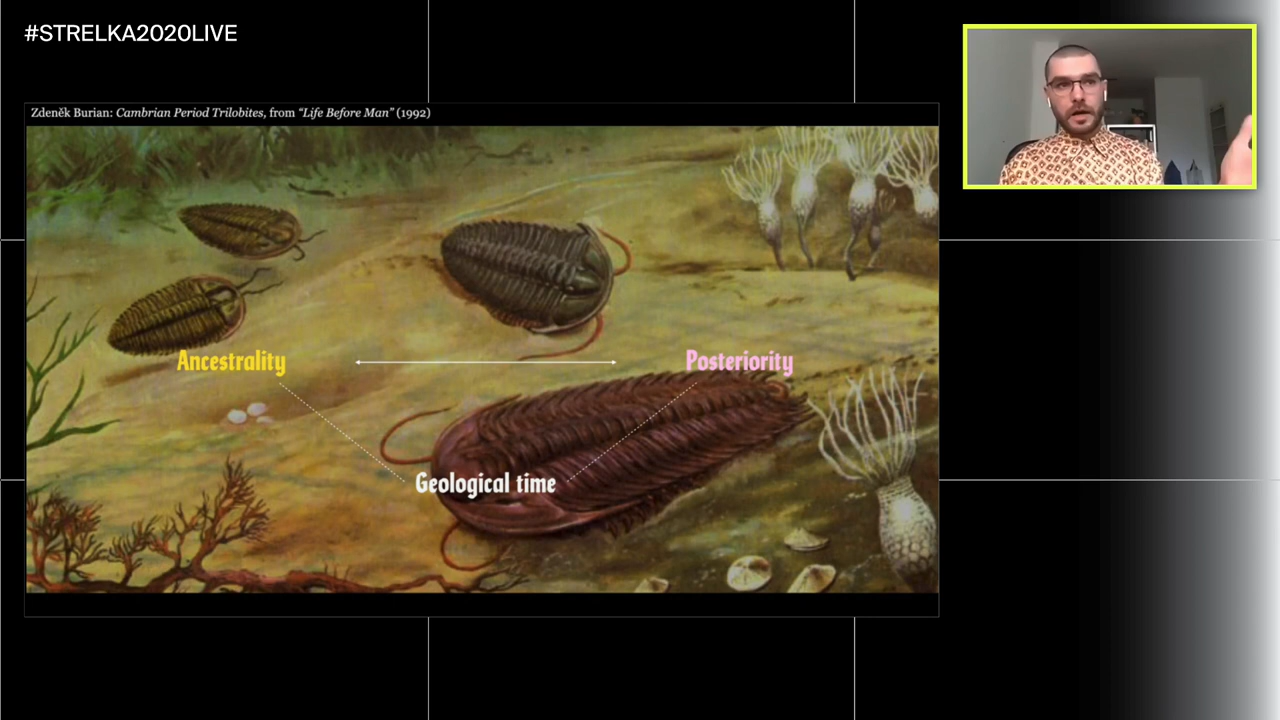 #STRELKA2020LIVE
Zdeněk Burian: Cambrian Period Trilobites, from “Life Before Man” (1992)
Ancestrality
Posteriority
Geological time